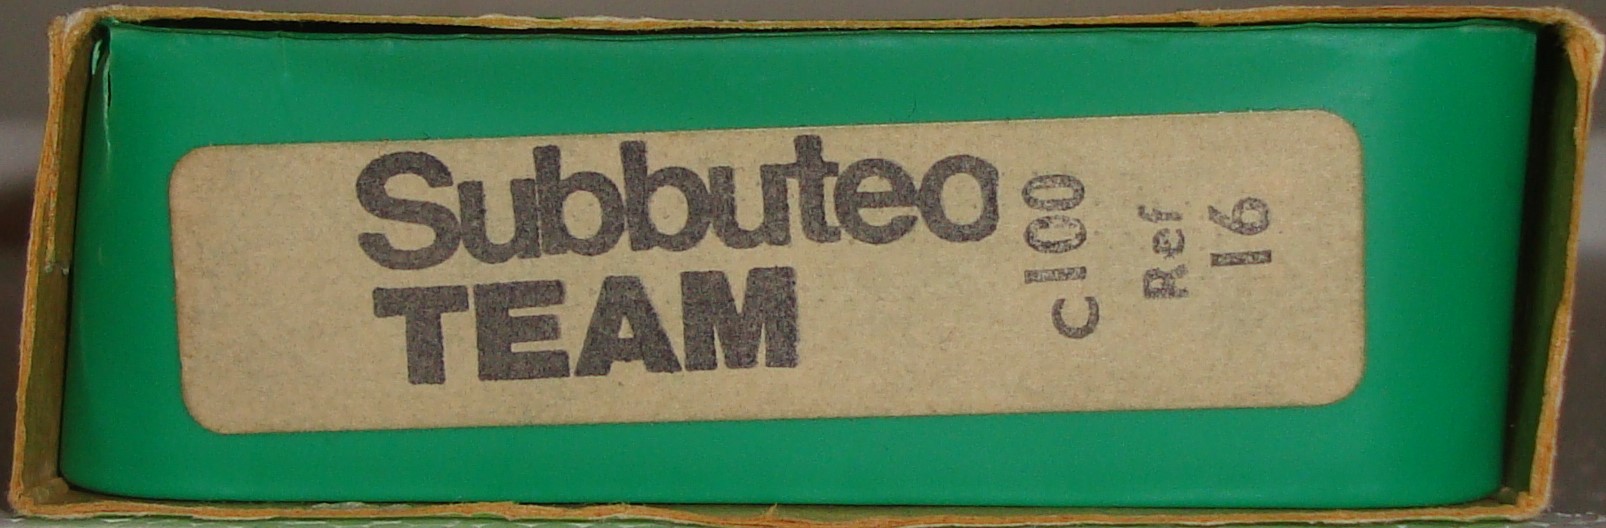 Subbuteo
TEAM
c100
Ref
16